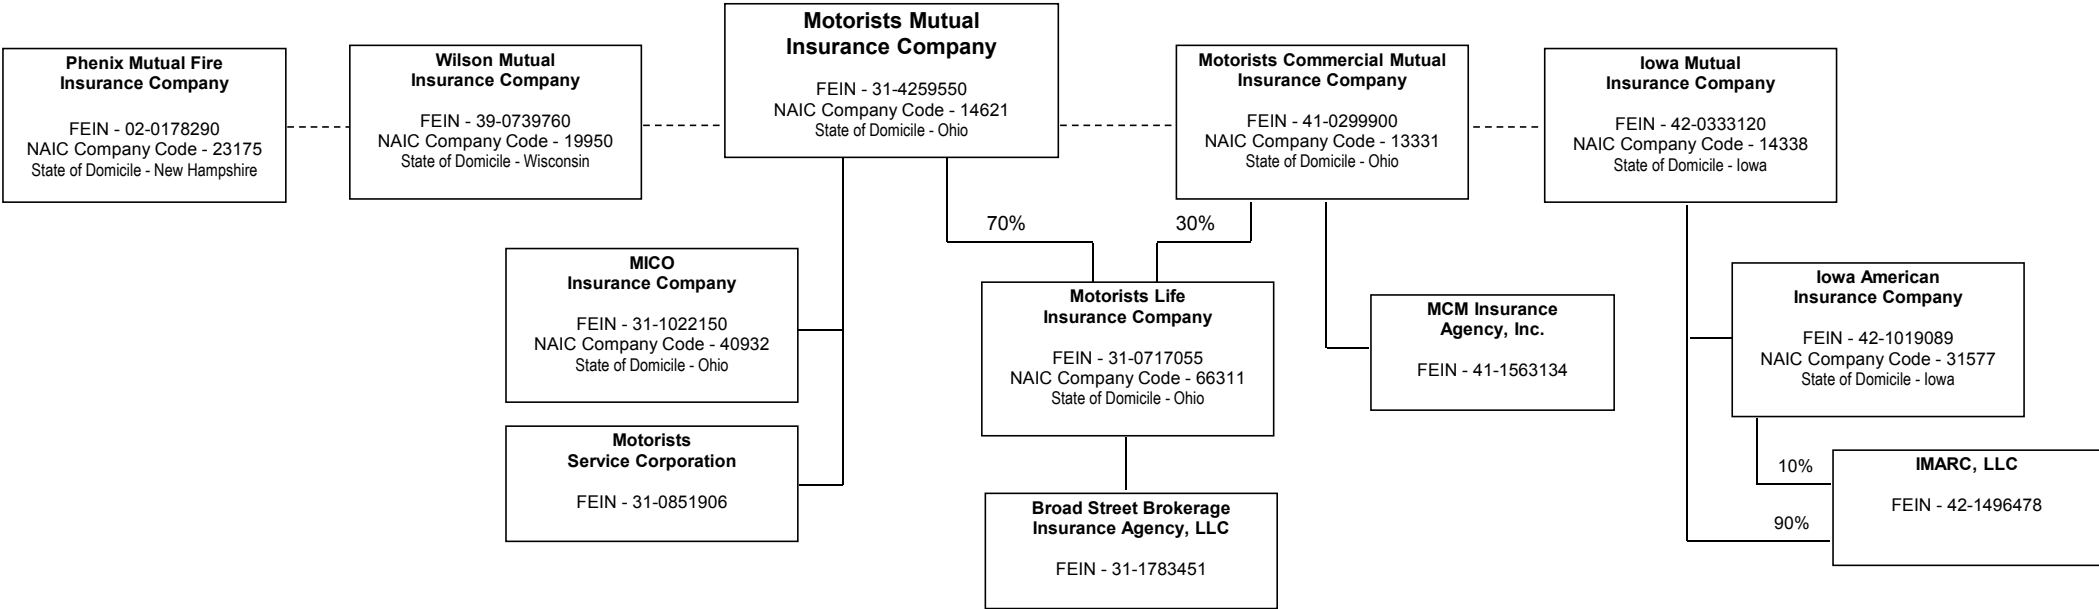 Phenix Mutual Fire
Insurance Company
FEIN - 02-0178290
NAIC Company Code - 23175
State of Domicile - New Hampshire
Wilson Mutual
Insurance Company
FEIN - 39-0739760
NAIC Company Code - 19950
State of Domicile - Wisconsin
Motorists Mutual
Insurance Company
FEIN - 31-4259550
NAIC Company Code - 14621
State of Domicile - Ohio
Motorists Commercial Mutual
Insurance Company
FEIN - 41-0299900
NAIC Company Code - 13331
State of Domicile - Ohio
Iowa Mutual
Insurance Company
FEIN - 42-0333120
NAIC Company Code - 14338
State of Domicile - Iowa
70%
30%
MICO
Insurance Company
FEIN - 31-1022150
NAIC Company Code - 40932
State of Domicile - Ohio
Motorists Life
Insurance Company
FEIN - 31-0717055
NAIC Company Code - 66311
State of Domicile - Ohio
MCM Insurance
Agency, Inc.
FEIN - 41-1563134
Iowa American
Insurance Company
FEIN - 42-1019089
NAIC Company Code - 31577
State of Domicile - Iowa
Motorists
Service Corporation
FEIN - 31-0851906
Broad Street Brokerage
Insurance Agency, LLC
FEIN - 31-1783451
10%
90%
IMARC, LLC
FEIN - 42-1496478